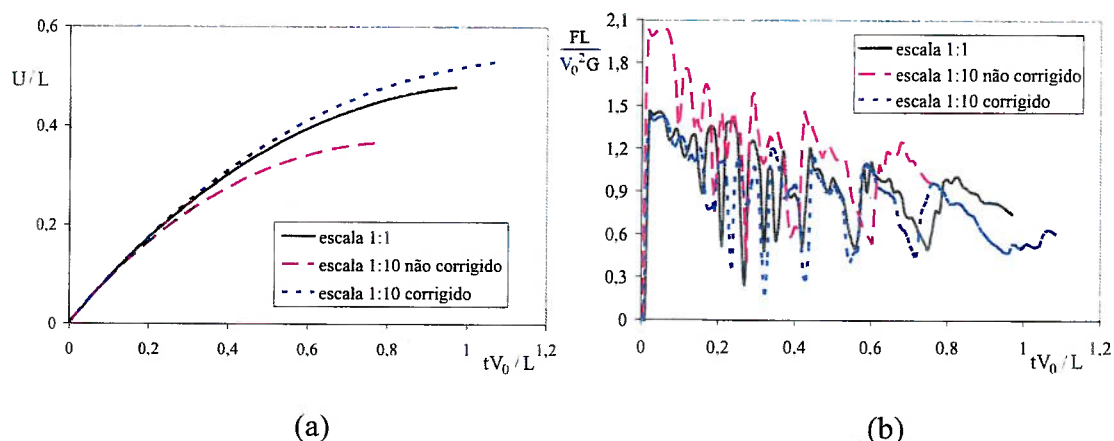 0,6
U/L
0,4
0,2
0
escala 1:1
escala 1:10 não corrigido
escala 1:10 corrigido
0 0,2 0,4 0,6 0,8 1 1,2
tV₀ / L
(a)
2,1
FL
V₀²G
1,8
1,5
1,2
0,9
0,6
0,3
0
escala 1:1
escala 1:10 não corrigido
escala 1:10 corrigido
0 0,2 0,4 0,6 0,8 1 1,2
tV₀ / L
(b)